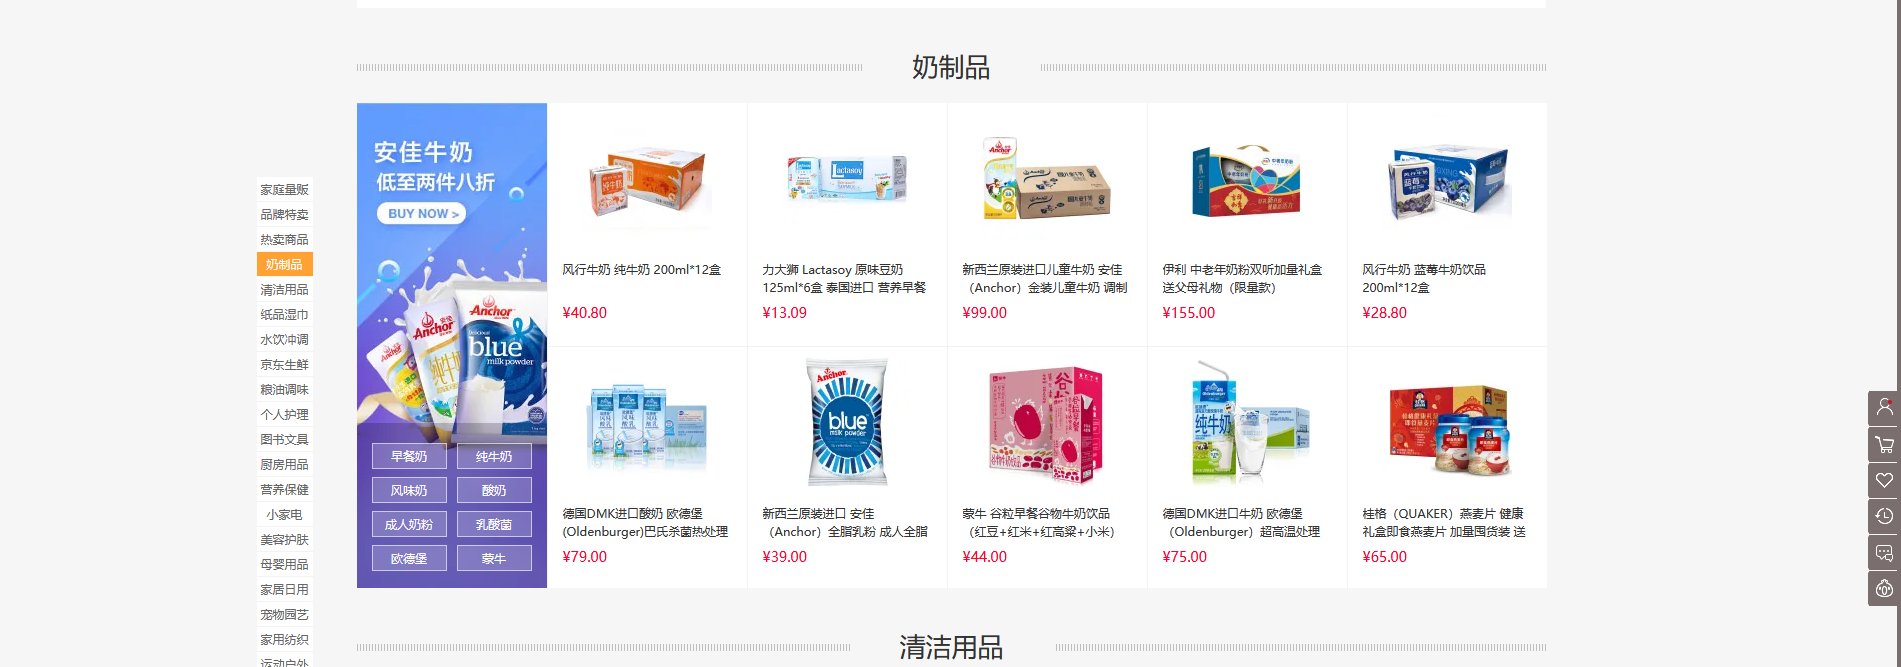 奶制品
家庭量贩
品牌特卖
热卖商品
奶制品
清洁用品
纸品湿巾
水饮冲调
京东生鲜
粮油调味
个人护理
图书文具
厨房用品
营养保健
小家电
美容护肤
母婴用品
家居日用
宠物园艺
家用纺织
运动户外
安佳牛奶
低至两件八折
BUY NOW >
Anchor
blue
milk powder
早餐奶
纯牛奶
风味奶
酸奶
成人奶粉
乳酸菌
欧德堡
蒙牛
风行牛奶 纯牛奶 200ml*12盒
¥40.80
Lactasoy
力大狮 Lactasoy 原味豆奶
125ml*6盒 泰国进口 营养早餐
¥13.09
Anchor
新西兰原装进口儿童牛奶 安佳
（Anchor）金装儿童牛奶 调制
¥99.00
伊利 中老年奶粉双听加量礼盒
送父母礼物（限量款）
¥155.00
风行牛奶 蓝莓牛奶饮品
200ml*12盒
¥28.80
德国DMK进口酸奶 欧德堡
(Oldenburger)巴氏杀菌热处理
¥79.00
Anchor
blue
milk powder
新西兰原装进口 安佳
（Anchor）全脂乳粉 成人全脂
¥39.00
蒙牛 谷粒早餐谷物牛奶饮品
（红豆+红米+红高粱+小米）
¥44.00
纯牛奶
德国DMK进口牛奶 欧德堡
（Oldenburger）超高温处理
¥75.00
桂格（QUAKER）燕麦片 健康
礼盒即食燕麦片 加量囤货装 送
¥65.00
清洁用品